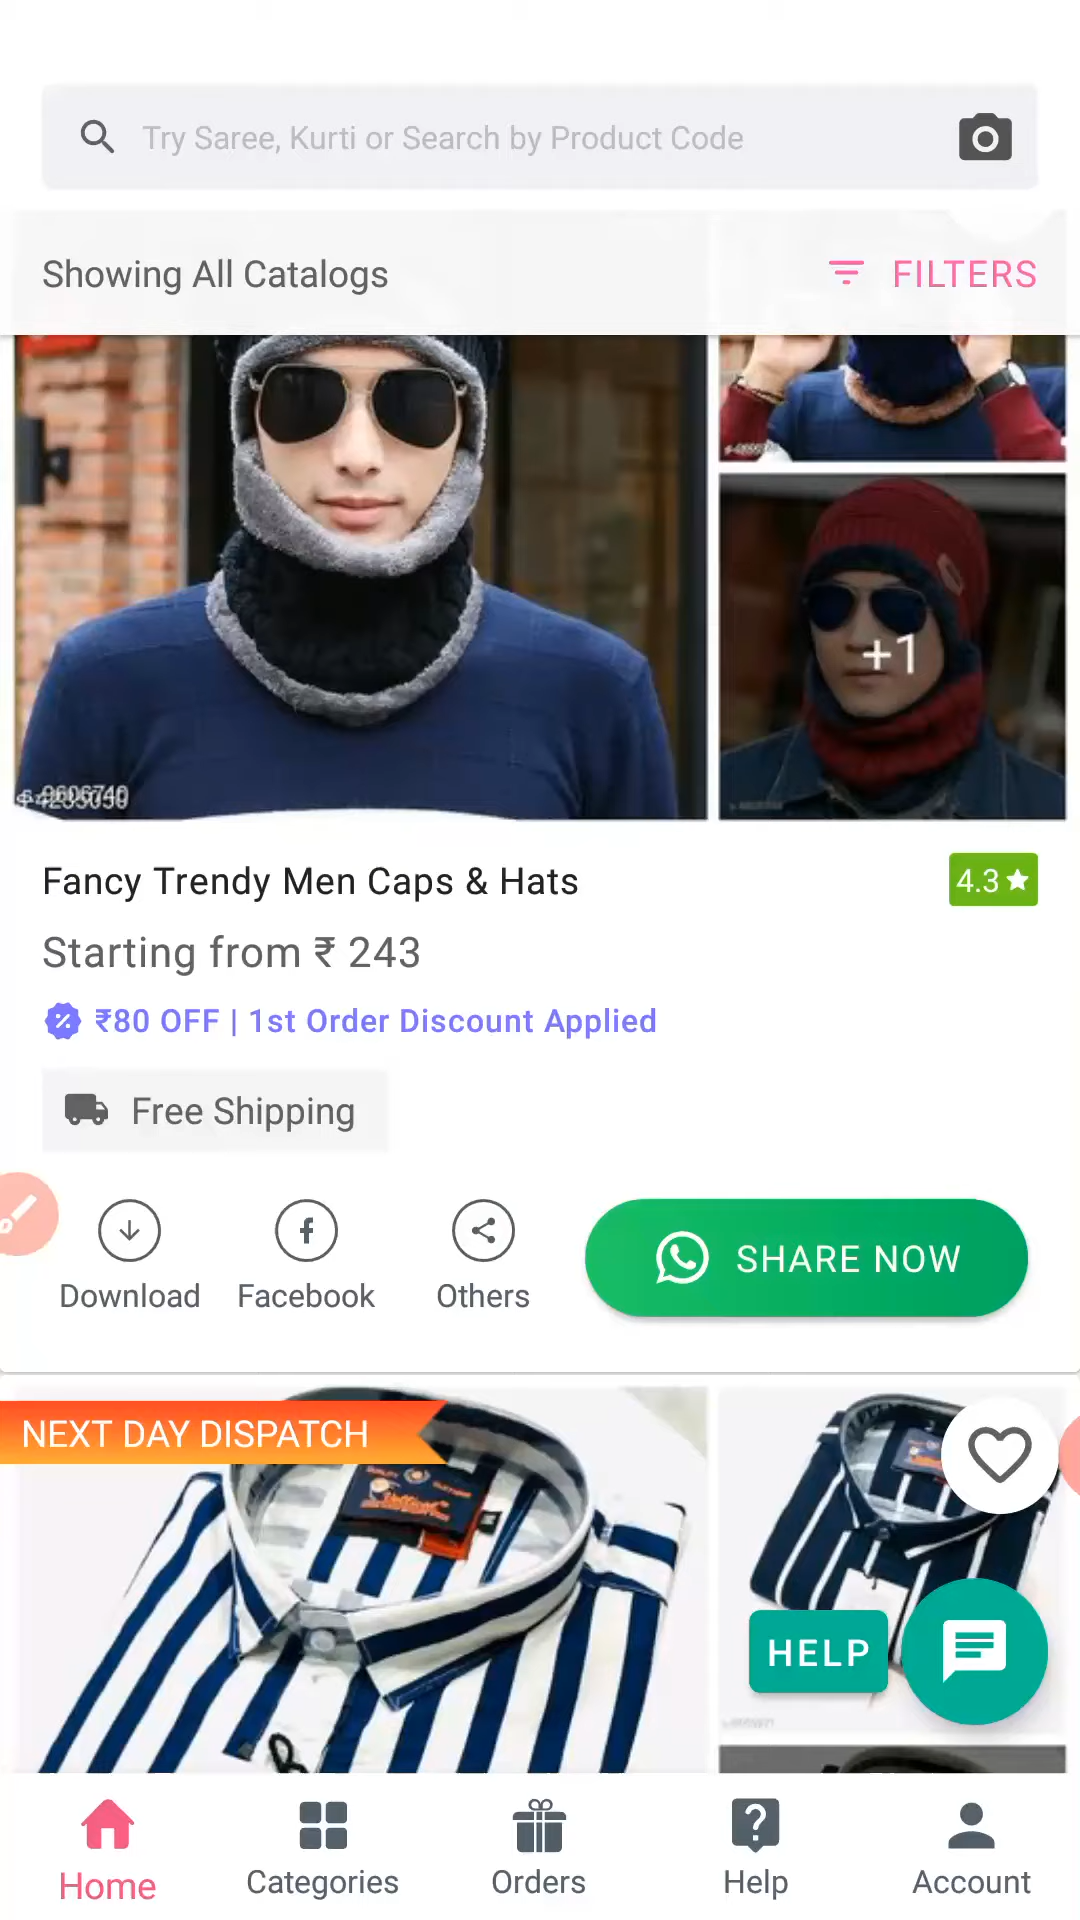 Try Saree, Kurti or Search by Product Code
Showing All Catalogs
FILTERS
+1
Fancy Trendy Men Caps & Hats
4.3
Starting from ₹ 243
₹80 OFF | 1st Order Discount Applied
Free Shipping
Download
Facebook
Others
SHARE NOW
NEXT DAY DISPATCH
HELP
Home
Categories
Orders
Help
Account